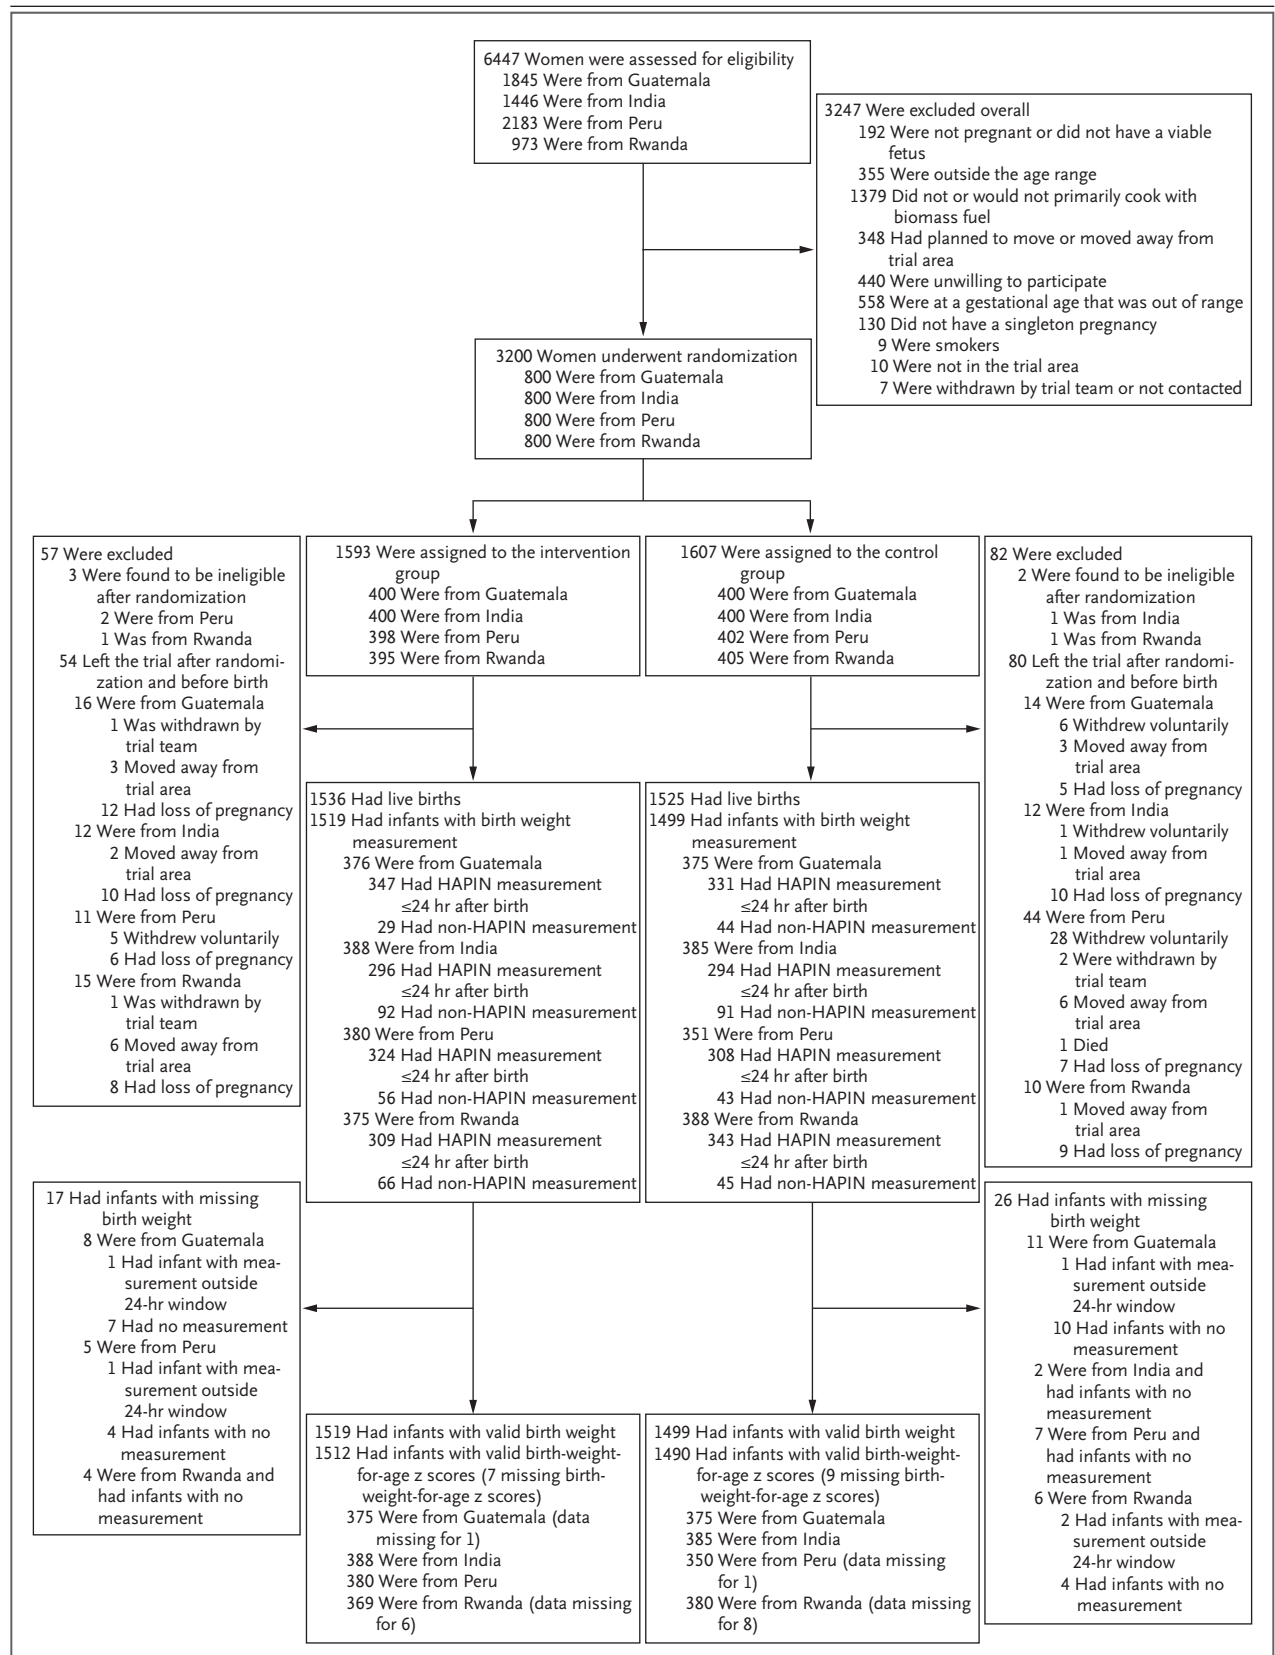 6447 Women were assessed for eligibility
1845 Were from Guatemala
1446 Were from India
2183 Were from Peru
973 Were from Rwanda
3247 Were excluded overall
192 Were not pregnant or did not have a viable
fetus
355 Were outside the age range
1379 Did not or would not primarily cook with
biomass fuel
348 Had planned to move or moved away from
trial area
440 Were unwilling to participate
558 Were at a gestational age that was out of range
130 Did not have a singleton pregnancy
9 Were smokers
10 Were not in the trial area
7 Were withdrawn by trial team or not contacted
3200 Women underwent randomization
800 Were from Guatemala
800 Were from India
800 Were from Peru
800 Were from Rwanda
57 Were excluded
3 Were found to be ineligible
after randomization
2 Were from Peru
1 Was from Rwanda
54 Left the trial after randomi-
zation and before birth
16 Were from Guatemala
1 Was withdrawn by
trial team
3 Moved away from
trial area
12 Had loss of pregnancy
12 Were from India
2 Moved away from
trial area
10 Had loss of pregnancy
11 Were from Peru
5 Withdrew voluntarily
6 Had loss of pregnancy
15 Were from Rwanda
1 Was withdrawn by
trial team
6 Moved away from
trial area
8 Had loss of pregnancy
1593 Were assigned to the intervention
group
400 Were from Guatemala
400 Were from India
398 Were from Peru
395 Were from Rwanda
1607 Were assigned to the control
group
400 Were from Guatemala
400 Were from India
402 Were from Peru
405 Were from Rwanda
82 Were excluded
2 Were found to be ineligible
after randomization
1 Was from India
1 Was from Rwanda
80 Left the trial after randomi-
zation and before birth
14 Were from Guatemala
6 Withdrew voluntarily
3 Moved away from
trial area
5 Had loss of pregnancy
12 Were from India
1 Withdrew voluntarily
1 Moved away from
trial area
10 Had loss of pregnancy
44 Were from Peru
28 Withdrew voluntarily
2 Were withdrawn by
trial team
6 Moved away from
trial area
1 Died
7 Had loss of pregnancy
10 Were from Rwanda
1 Moved away from
trial area
9 Had loss of pregnancy
1536 Had live births
1519 Had infants with birth weight
measurement
376 Were from Guatemala
347 Had HAPIN measurement
≤24 hr after birth
29 Had non-HAPIN measurement
388 Were from India
296 Had HAPIN measurement
≤24 hr after birth
92 Had non-HAPIN measurement
380 Were from Peru
324 Had HAPIN measurement
≤24 hr after birth
56 Had non-HAPIN measurement
375 Were from Rwanda
309 Had HAPIN measurement
≤24 hr after birth
66 Had non-HAPIN measurement
1525 Had live births
1499 Had infants with birth weight
measurement
375 Were from Guatemala
331 Had HAPIN measurement
≤24 hr after birth
44 Had non-HAPIN measurement
385 Were from India
294 Had HAPIN measurement
≤24 hr after birth
91 Had non-HAPIN measurement
351 Were from Peru
308 Had HAPIN measurement
≤24 hr after birth
43 Had non-HAPIN measurement
388 Were from Rwanda
343 Had HAPIN measurement
≤24 hr after birth
45 Had non-HAPIN measurement
17 Had infants with missing
birth weight
8 Were from Guatemala
1 Had infant with mea-
surement outside
24-hr window
7 Had no measurement
5 Were from Peru
1 Had infant with mea-
surement outside
24-hr window
4 Had infants with no
measurement
4 Were from Rwanda and
had infants with no
measurement
26 Had infants with missing
birth weight
11 Were from Guatemala
1 Had infant with mea-
surement outside
24-hr window
10 Had infants with no
measurement
2 Were from India and
had infants with no
measurement
7 Were from Peru and
had infants with no
measurement
6 Were from Rwanda
2 Had infants with mea-
surement outside
24-hr window
4 Had infants with no
measurement
1519 Had infants with valid birth weight
1512 Had infants with valid birth-weight-
for-age z scores (7 missing birth-
weight-for-age z scores)
375 Were from Guatemala (data
missing for 1)
388 Were from India
380 Were from Peru
369 Were from Rwanda (data missing
for 6)
1499 Had infants with valid birth weight
1490 Had infants with valid birth-weight-
for-age z scores (9 missing birth-
weight-for-age z scores)
375 Were from Guatemala
385 Were from India
350 Were from Peru (data missing
for 1)
380 Were from Rwanda (data missing
for 8)